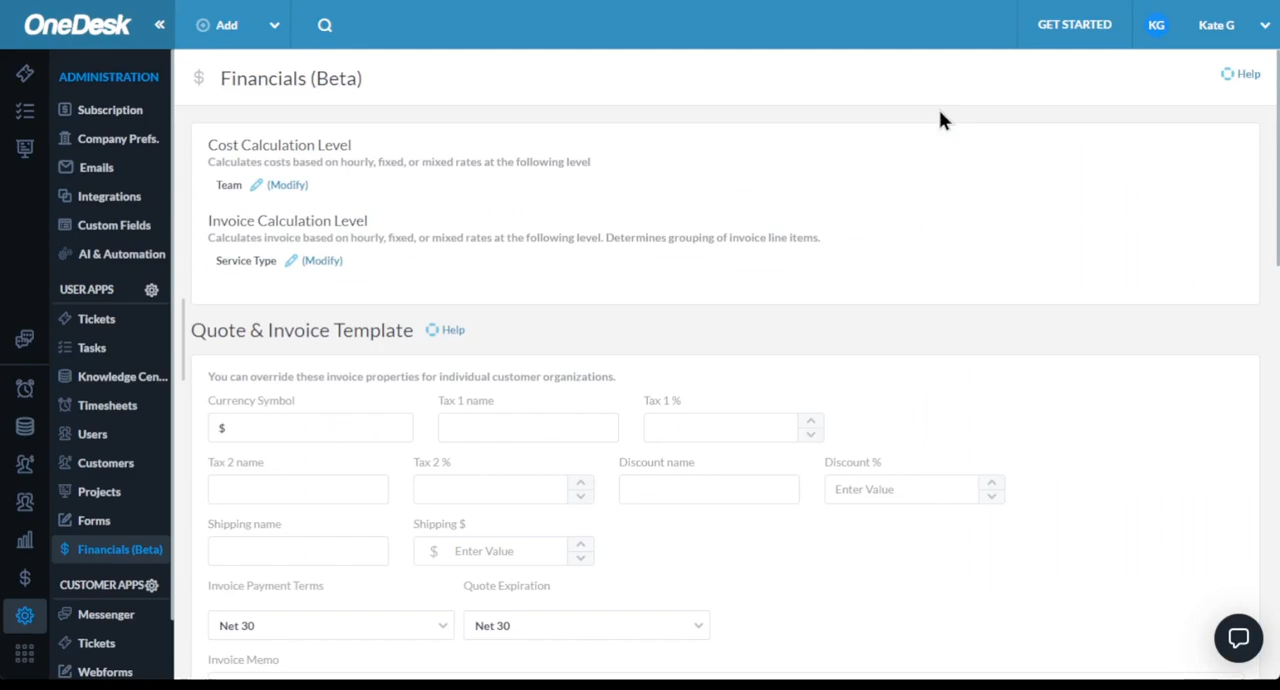 OneDesk
«
Add
GET STARTED
KG
Kate G
ADMINISTRATION
Subscription
Company Prefs.
Emails
Integrations
Custom Fields
AI & Automation
USER APPS
Tickets
Tasks
Knowledge Cen...
Timesheets
Users
Customers
Projects
Forms
Financials (Beta)
CUSTOMER APPS
Messenger
Tickets
Webforms
$ Financials (Beta)
Help
Cost Calculation Level
Calculates costs based on hourly, fixed, or mixed rates at the following level
Team (Modify)
Invoice Calculation Level
Calculates invoice based on hourly, fixed, or mixed rates at the following level. Determines grouping of invoice line items.
Service Type (Modify)
Quote & Invoice Template Help
You can override these invoice properties for individual customer organizations.
Currency Symbol Tax 1 name Tax 1 %
$
Tax 2 name Tax 2 % Discount name Discount %
Enter Value
Shipping name Shipping $
$ Enter Value
Invoice Payment Terms Quote Expiration
Net 30 Net 30
Invoice Memo